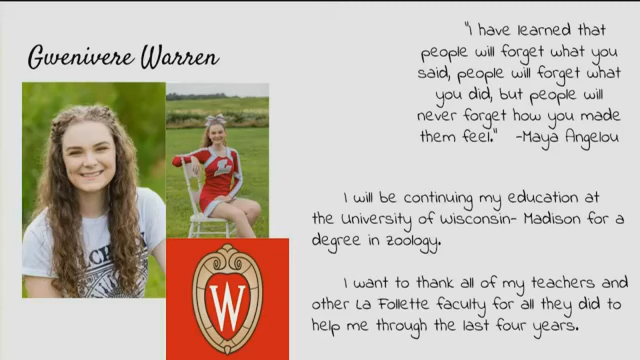 Gwenivere Warren
"I have learned that
people will forget what you
said, people will forget what
you did, but people will
never forget how you made
them feel." -Maya Angelou
I will be continuing my education at
the University of Wisconsin- Madison for a
degree in zoology.
I want to thank all of my teachers and
other La Follette faculty for all they did to
help me through the last four years.
L
W